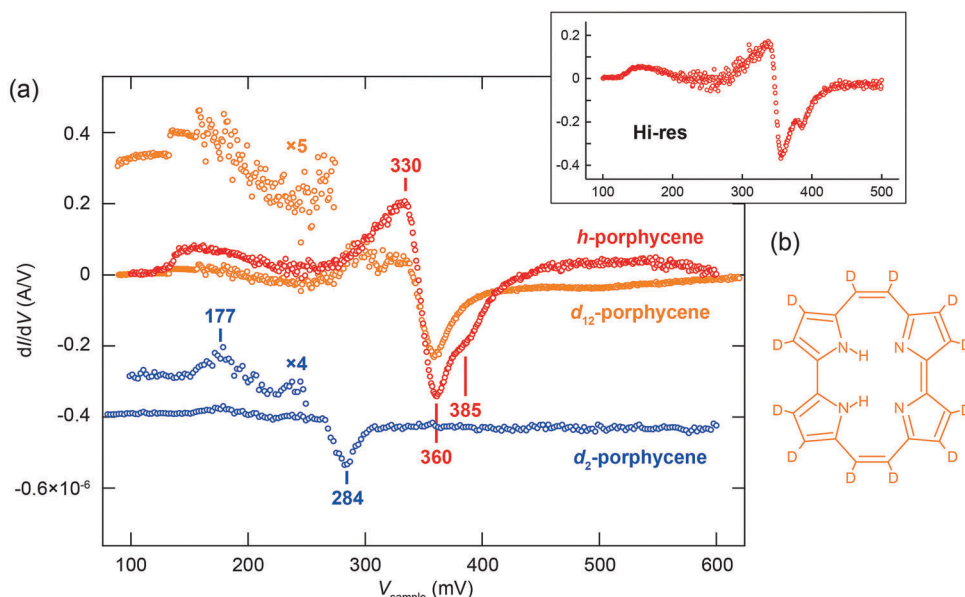 (a)
dI/dV (A/V)
0.4
0.2
0
-0.2
-0.4
-0.6×10⁻⁶
×5
177
×4
284
330
360
385
h-porphycene
d₁₂-porphycene
d₂-porphycene
100
200
300
400
500
600
V_sample (mV)
0.2
0
-0.2
-0.4
Hi-res
100
200
300
400
500
(b)
D D
D D
N H N
D D
D D
N H N
D D
D D